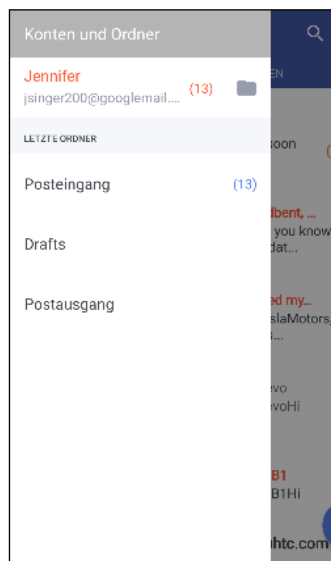 Konten und Ordner
Jennifer
jsinger200@googlemail.... (13)
LETZTE ORDNER
Posteingang (13)
Drafts
Postausgang
EN
soon
dbent, ...
you know
dat...
ed my...
slaMotors,
s...
evo
evoHi
B1
B1Hi
htc.com